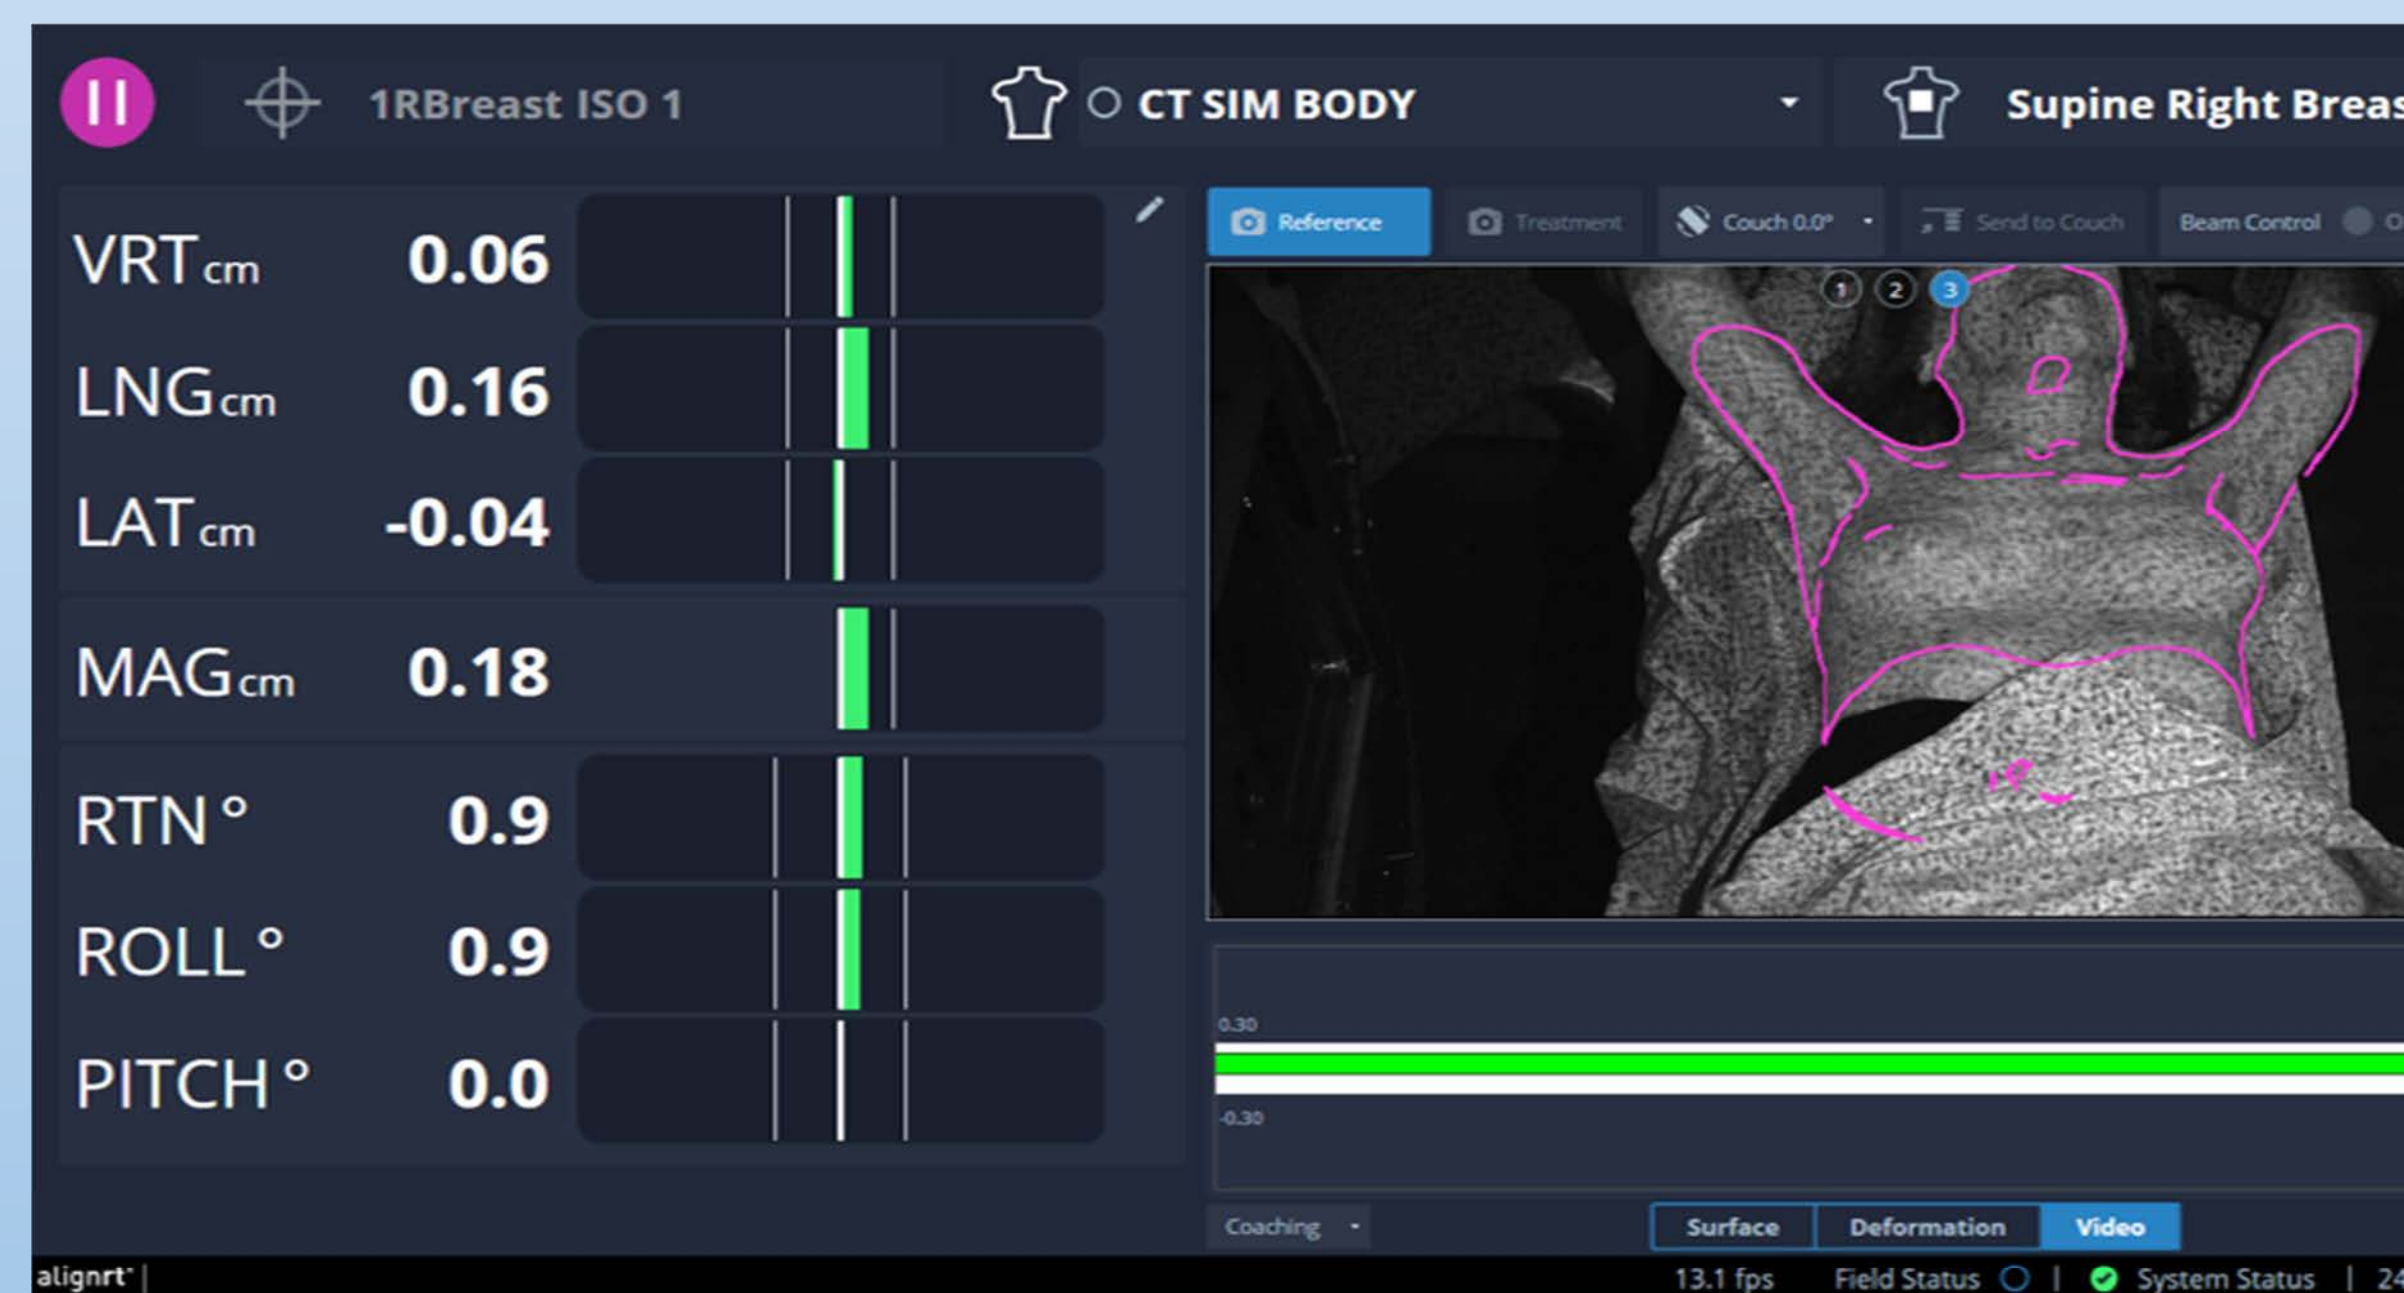 1RBreast ISO 1
CT SIM BODY
Supine Right Breas
VRT cm 0.06
LNG cm 0.16
LAT cm -0.04
MAG cm 0.18
RTN ° 0.9
ROLL ° 0.9
PITCH ° 0.0
Reference
Treatment
Couch 0.0°
Send to Couch
Beam Control
1 2 3
0.30
-0.30
Coaching
Surface Deformation Video
alignrt
13.1 fps Field Status | System Status | 24